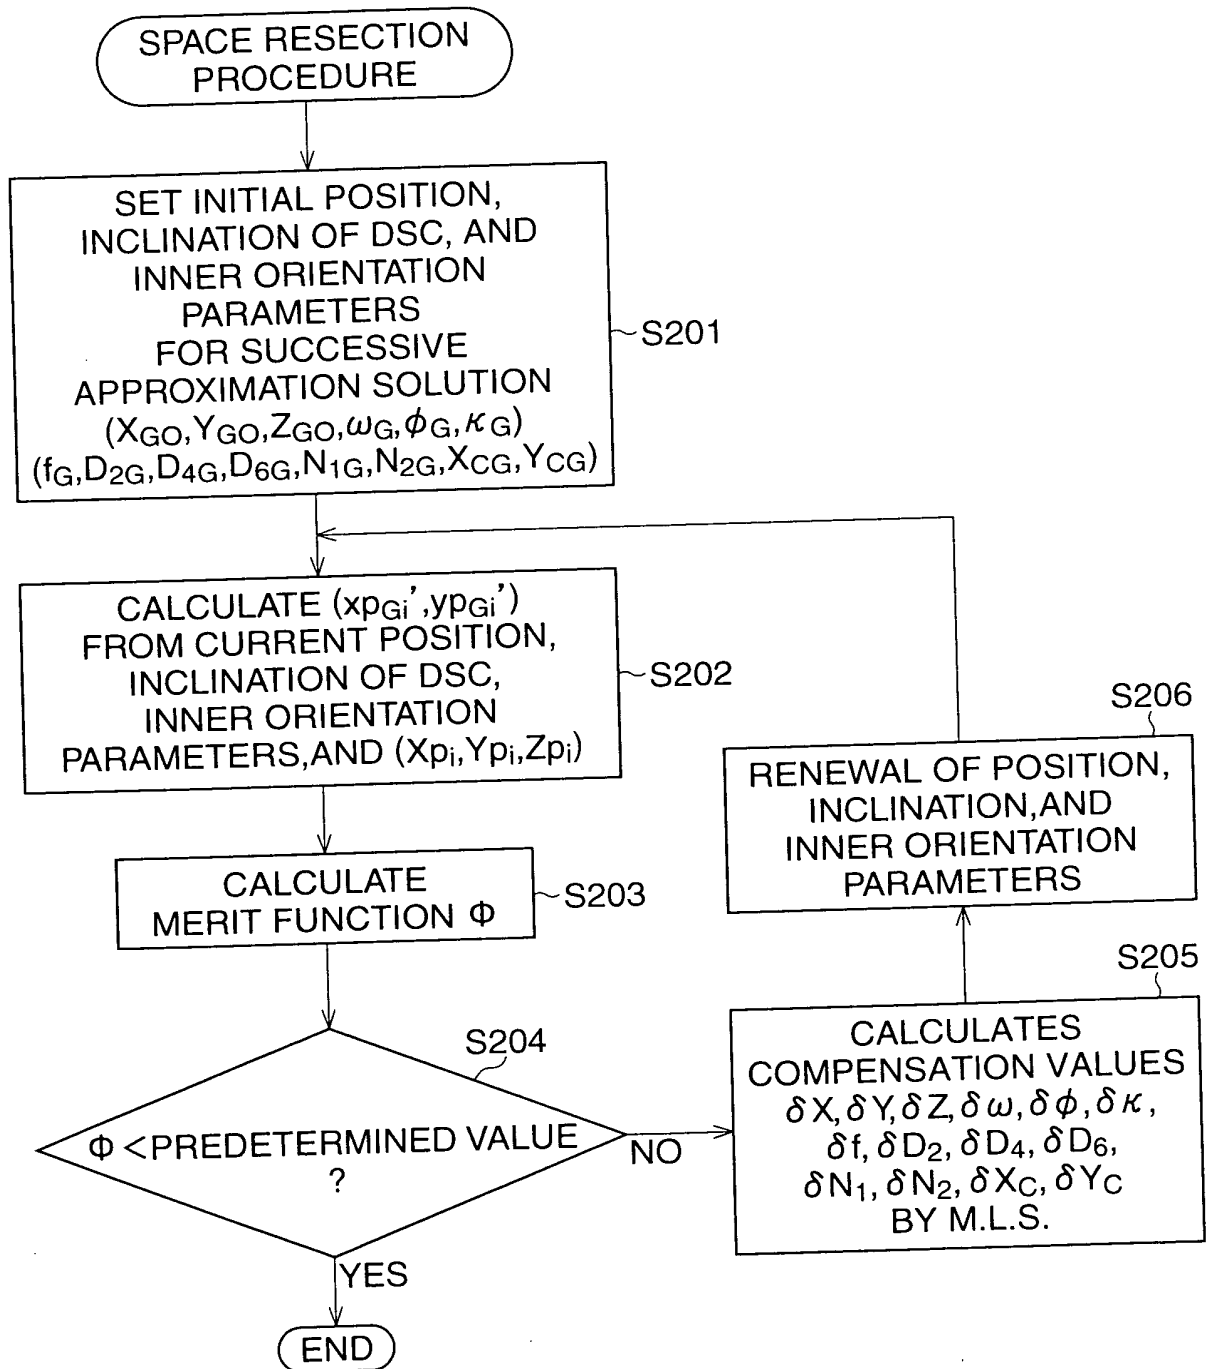 SPACE RESECTION
PROCEDURE
SET INITIAL POSITION,
INCLINATION OF DSC, AND
INNER ORIENTATION
PARAMETERS
FOR SUCCESSIVE
APPROXIMATION SOLUTION
(XGO,YGO,ZGO,ωG,ϕG,κG)
(fG,D2G,D4G,D6G,N1G,N2G,XCG,YCG)
S201
CALCULATE (xpGi',ypGi')
FROM CURRENT POSITION,
INCLINATION OF DSC,
INNER ORIENTATION
PARAMETERS,AND (Xpi,Ypi,Zpi)
S202
CALCULATE
MERIT FUNCTION Φ
S203
S204
Φ <PREDETERMINED VALUE
?
NO
YES
END
S205
CALCULATES
COMPENSATION VALUES
δX,δY,δZ,δω,δϕ,δκ,
δf,δD2,δD4,δD6,
δN1,δN2,δXC,δYC
BY M.L.S.
S206
RENEWAL OF POSITION,
INCLINATION,AND
INNER ORIENTATION
PARAMETERS